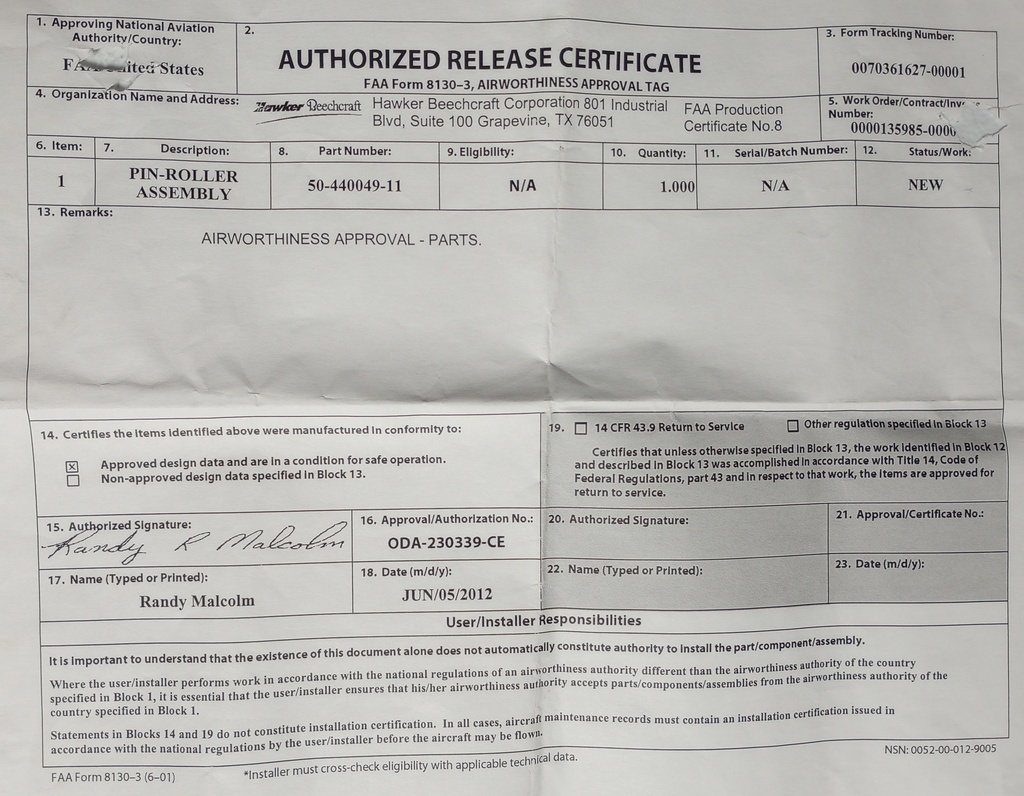 1. Approving National Aviation
Authority/Country:
United States
2.
AUTHORIZED RELEASE CERTIFICATE
FAA Form 8130–3, AIRWORTHINESS APPROVAL TAG
3. Form Tracking Number:
0070361627-00001
4. Organization Name and Address:
Hawker Beechcraft
Hawker Beechcraft Corporation 801 Industrial
Blvd, Suite 100 Grapevine, TX 76051
FAA Production
Certificate No.8
5. Work Order/Contract/
Number:
0000135985-0000
6. Item:
1
7. Description:
PIN-ROLLER
ASSEMBLY
8. Part Number:
50-440049-11
9. Eligibility:
N/A
10. Quantity:
1.000
11. Serial/Batch Number:
N/A
12. Status/Work:
NEW
13. Remarks:
AIRWORTHINESS APPROVAL - PARTS.
14. Certifies the items identified above were manufactured in conformity to:
Approved design data and are in a condition for safe operation.
Non-approved design data specified in Block 13.
19. 14 CFR 43.9 Return to Service Other regulation specified in Block 13
Certifies that unless otherwise specified in Block 13, the work identified in Block 12
and described in Block 13 was accomplished in accordance with Title 14, Code of
Federal Regulations, part 43 and in respect to that work, the items are approved for
return to service.
15. Authorized Signature:
Randy R Malcolm
16. Approval/Authorization No.:
ODA-230339-CE
20. Authorized Signature:
21. Approval/Certificate No.:
17. Name (Typed or Printed):
Randy Malcolm
18. Date (m/d/y):
JUN/05/2012
22. Name (Typed or Printed):
23. Date (m/d/y):
User/Installer Responsibilities
It is important to understand that the existence of this document alone does not automatically constitute authority to install the part/component/assembly.
Where the user/installer performs work in accordance with the national regulations of an airworthiness authority different than the airworthiness authority of the country
specified in Block 1, it is essential that the user/installer ensures that his/her airworthiness authority accepts parts/components/assemblies from the airworthiness authority of the
country specified in Block 1.
Statements in Blocks 14 and 19 do not constitute installation certification. In all cases, aircraft maintenance records must contain an installation certification issued in
accordance with the national regulations by the user/installer before the aircraft may be flown.
FAA Form 8130–3 (6–01)
*Installer must cross-check eligibility with applicable technical data.
NSN: 0052-00-012-9005